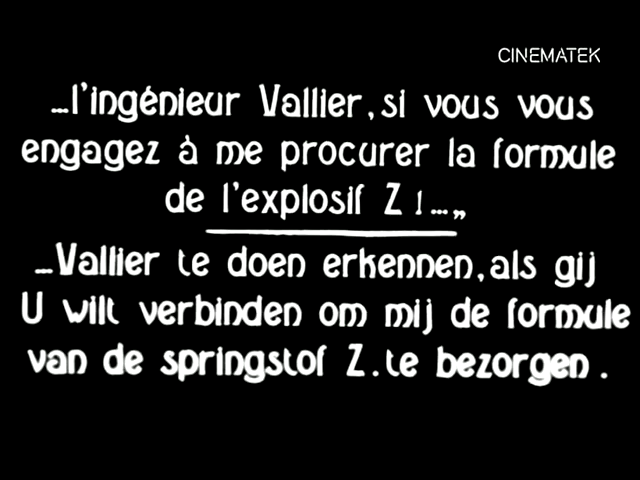 CINEMATEK
...l'ingénieur Vallier, si vous vous
engagez à me procurer la formule
de l'explosif Z 1...„
...Vallier te doen erkennen, als gij
U wilt verbinden om mij de formule
van de springstof Z. te bezorgen.